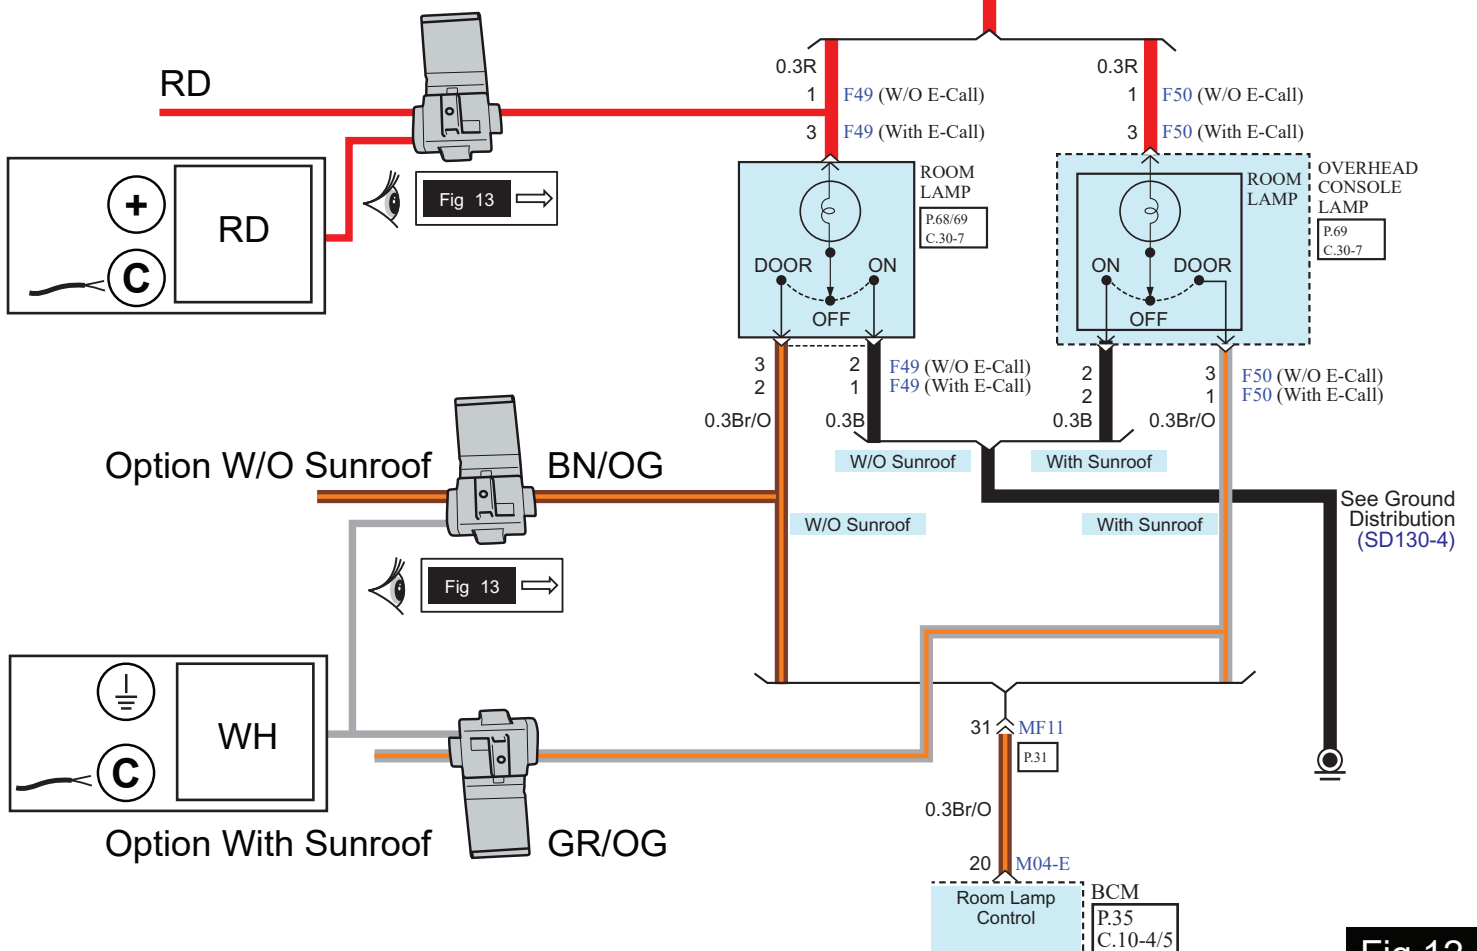 RD
0.3R
1
F49 (W/O E-Call)
3
F49 (With E-Call)
0.3R
1
F50 (W/O E-Call)
3
F50 (With E-Call)
+
C
RD
Fig 13
ROOM
LAMP
P.68/69
C.30-7
DOOR
ON
OFF
ROOM
LAMP
ON
DOOR
OFF
OVERHEAD
CONSOLE
LAMP
P.69
C.30-7
3
2
F49 (W/O E-Call)
2
1
F49 (With E-Call)
0.3Br/O
0.3B
2
3
F50 (W/O E-Call)
2
1
F50 (With E-Call)
0.3B
0.3Br/O
W/O Sunroof
With Sunroof
Option W/O Sunroof
BN/OG
W/O Sunroof
With Sunroof
See Ground
Distribution
(SD130-4)
Fig 13
C
WH
Option With Sunroof
GR/OG
31
MF11
P.31
0.3Br/O
20
M04-E
Room Lamp
Control
BCM
P.35
C.10-4/5